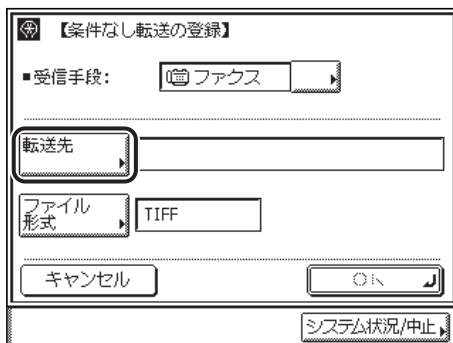 【条件なし転送の登録】
■受信手段: ファクス
転送先
ファイル
形式 TIFF
キャンセル OK
システム状況/中止